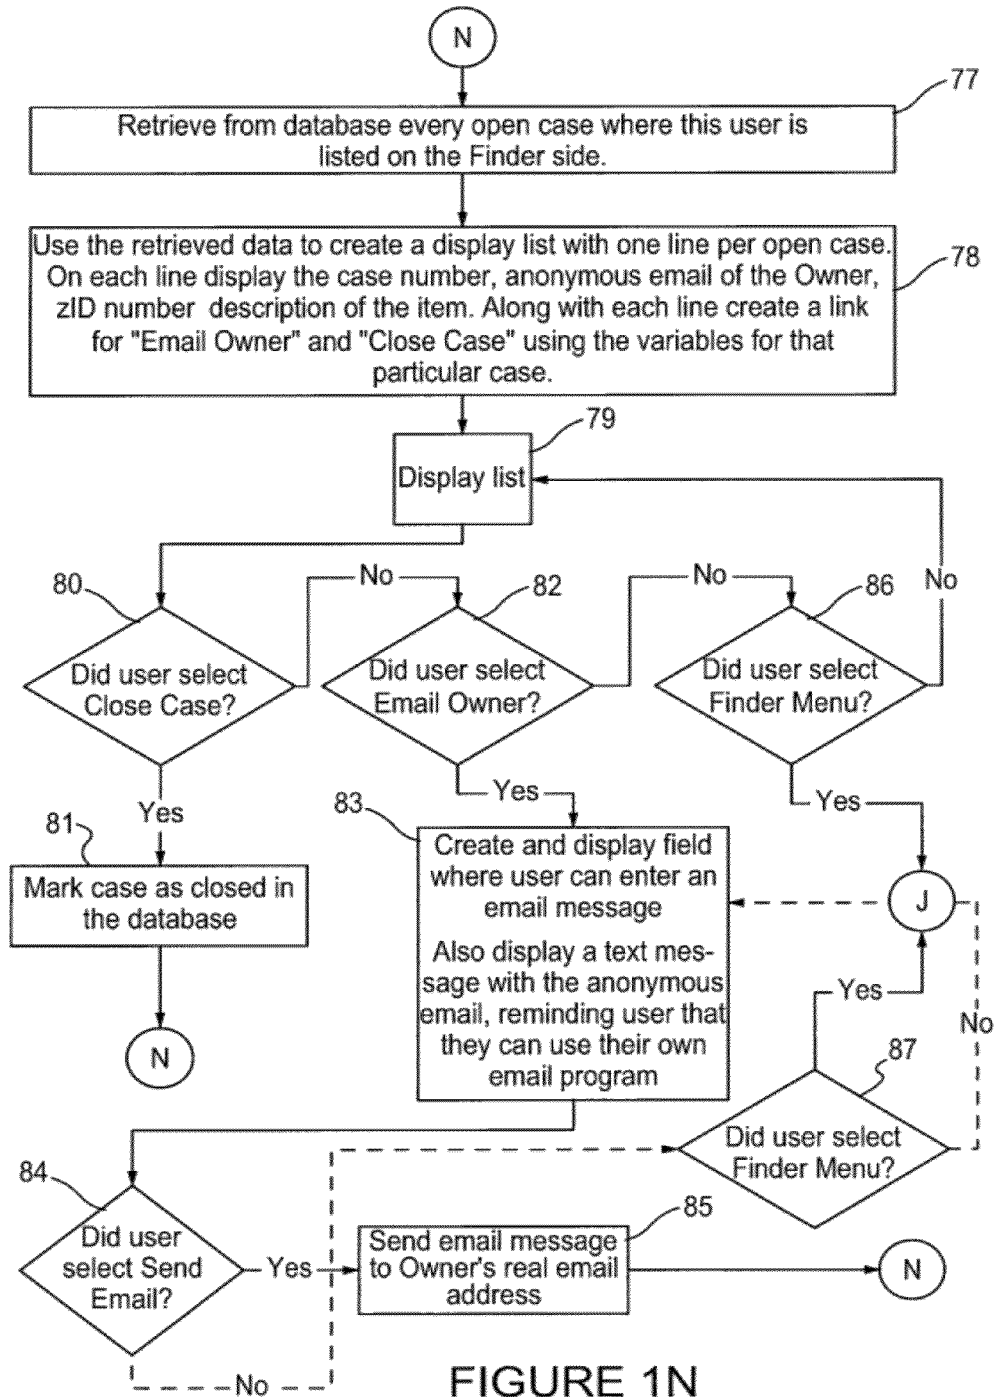 N
77
Retrieve from database every open case where this user is
listed on the Finder side.
Use the retrieved data to create a display list with one line per open case.
On each line display the case number, anonymous email of the Owner,
zID number description of the item. Along with each line create a link
for "Email Owner" and "Close Case" using the variables for that
particular case.
78
79
Display list
80
No
82
No
86
No
Did user select
Close Case?
Did user select
Email Owner?
Did user select
Finder Menu?
Yes
Yes
Yes
81
Mark case as closed in
the database
N
83
Create and display field
where user can enter an
email message
Also display a text mes-
sage with the anonymous
email, reminding user that
they can use their own
email program
J
Yes
No
87
Did user select
Finder Menu?
84
Did user
select Send
Email?
Yes
85
Send email message
to Owner's real email
address
N
No
FIGURE 1N